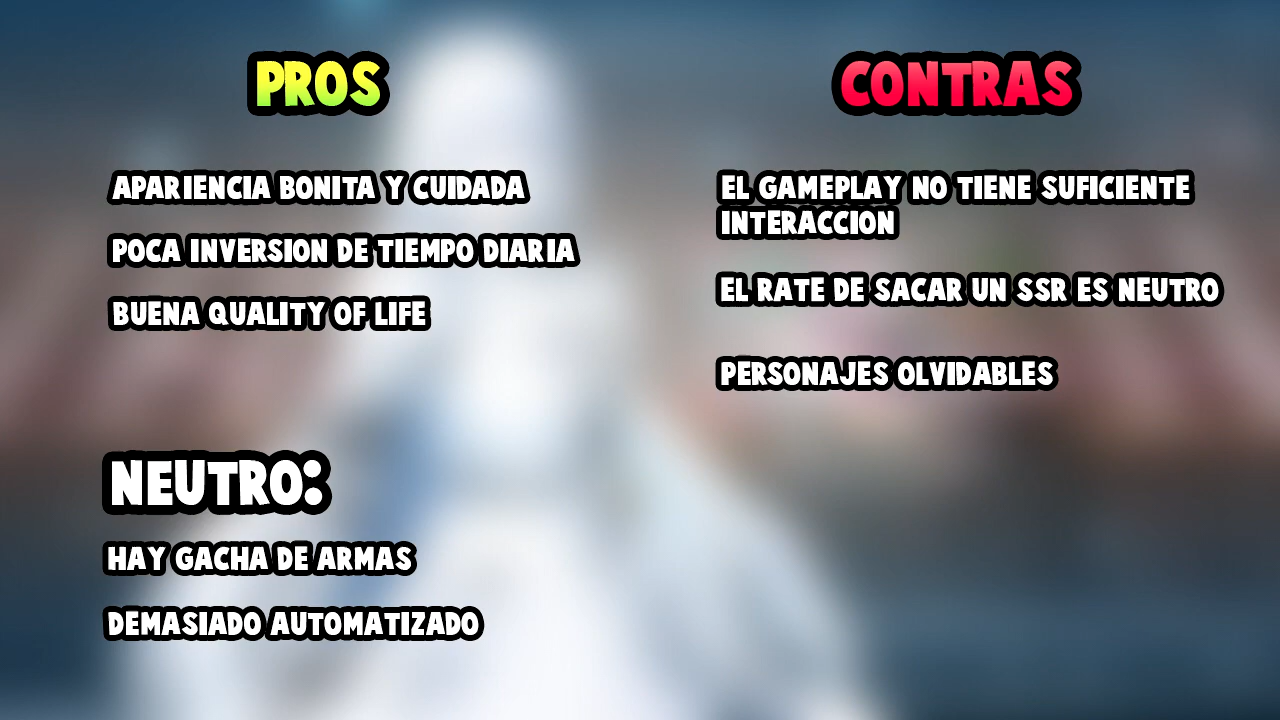 PROS
APARIENCIA BONITA Y CUIDADA
POCA INVERSION DE TIEMPO DIARIA
BUENA QUALITY OF LIFE
NEUTRO:
HAY GACHA DE ARMAS
DEMASIADO AUTOMATIZADO
CONTRAS
EL GAMEPLAY NO TIENE SUFICIENTE
INTERACCION
EL RATE DE SACAR UN SSR ES NEUTRO
PERSONAJES OLVIDABLES